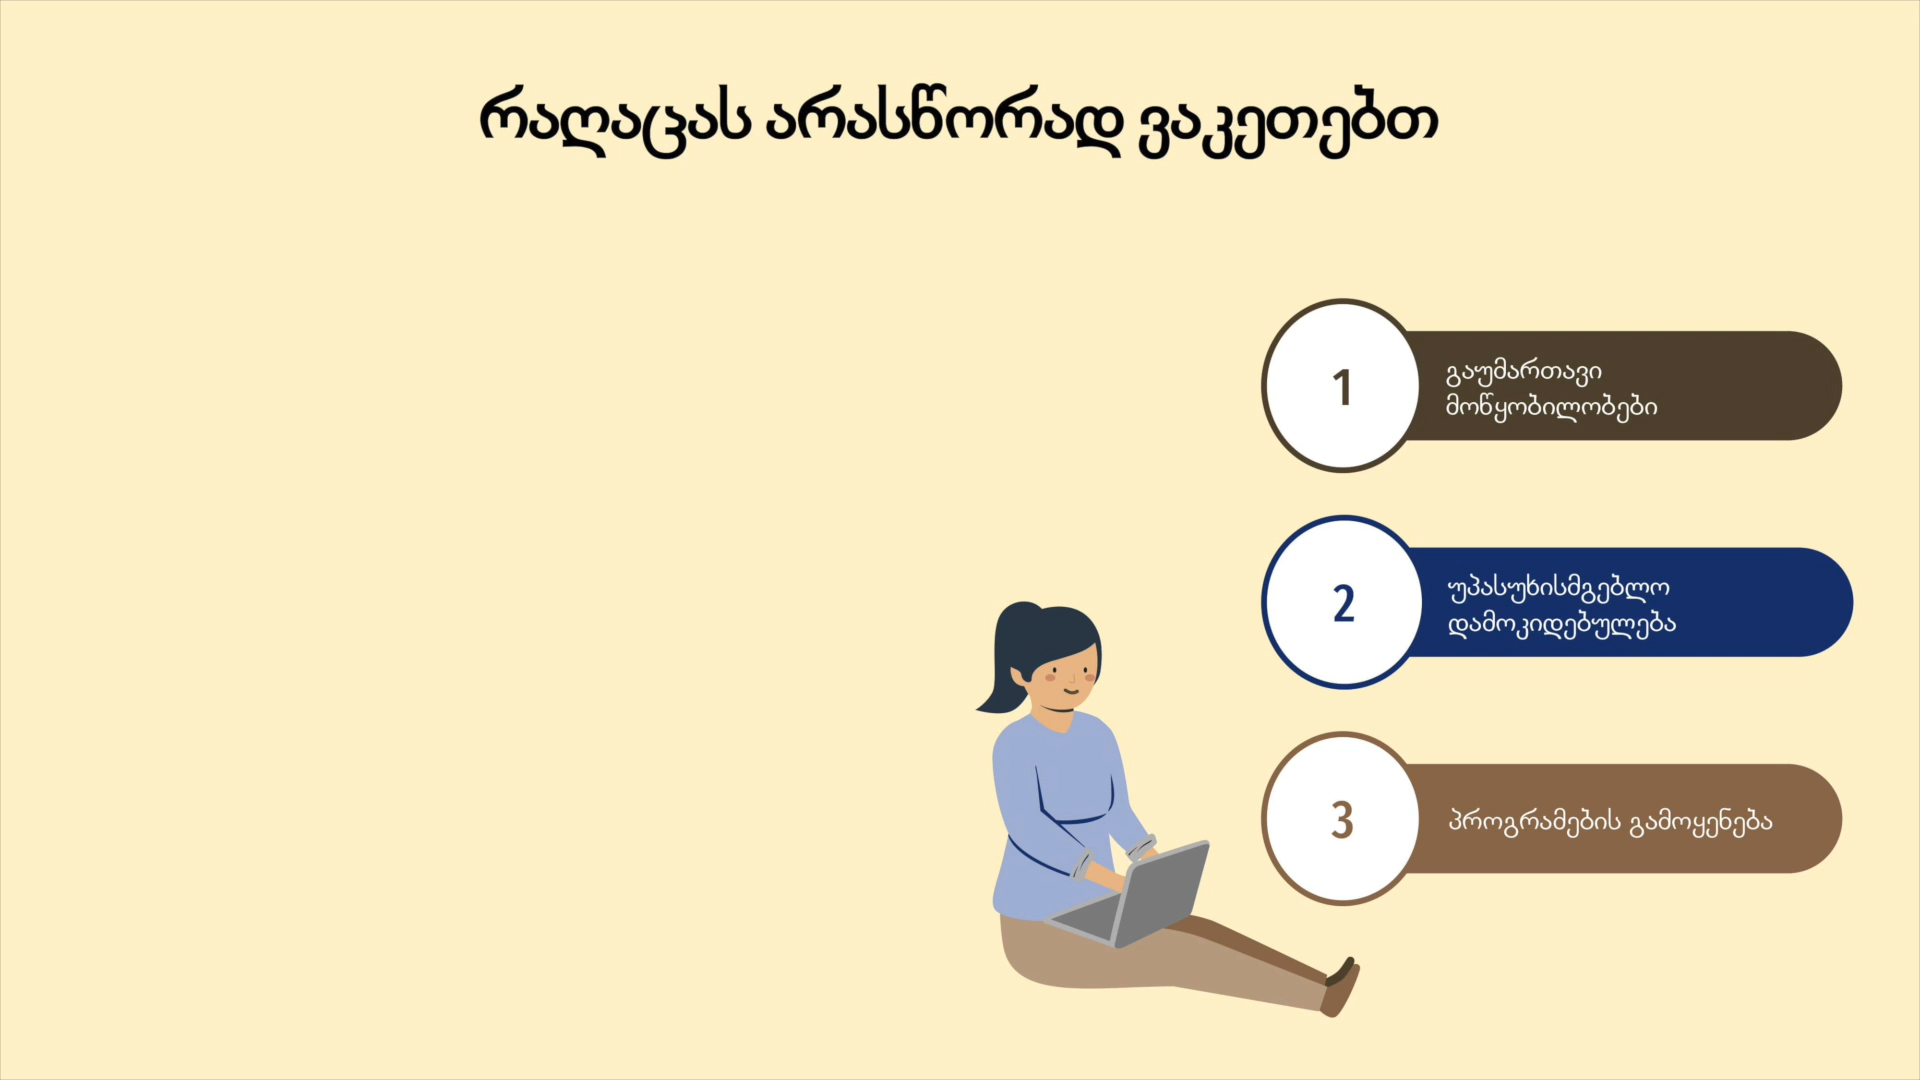 რაღაცას არასწორად ვაკეთებთ
1
გაუმართავი
მოწყობილობები
2
უპასუხისმგებლო
დამოკიდებულება
3
პროგრამების გამოყენება